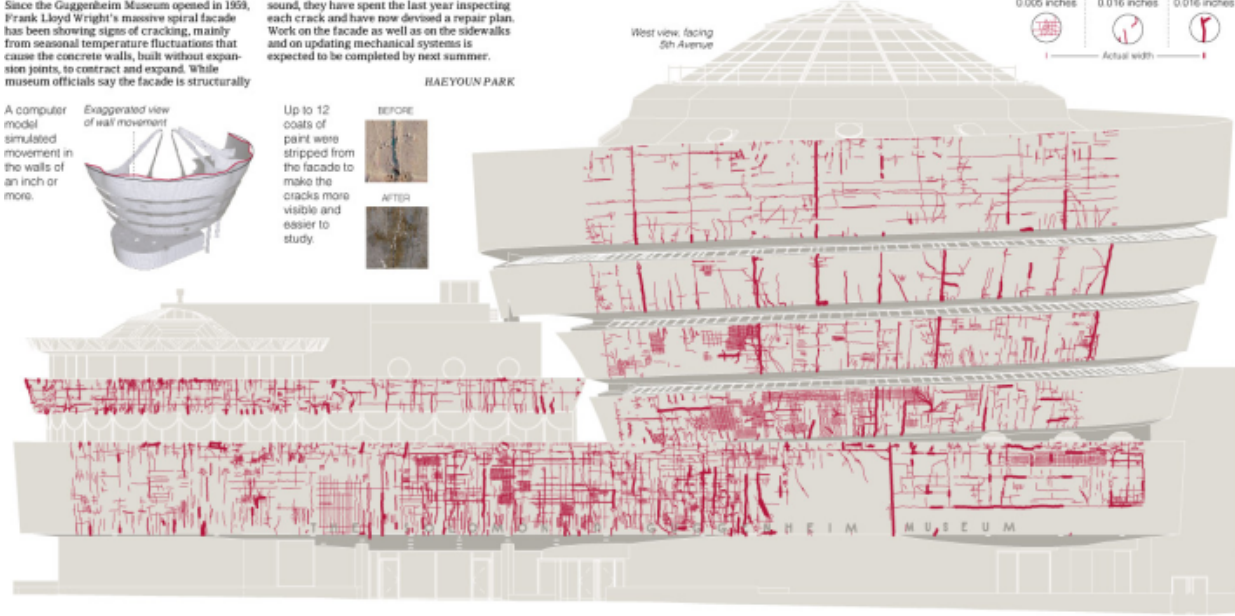 Since the Guggenheim Museum opened in 1959,
Frank Lloyd Wright's massive spiral facade
has been showing signs of cracking, mainly
from seasonal temperature fluctuations that
cause the concrete walls, built without expan-
sion joints, to contract and expand. While
museum officials say the facade is structurally
sound, they have spent the last year inspecting
each crack and have now devised a repair plan.
Work on the facade as well as on the sidewalks
and on updating mechanical systems is
expected to be completed by next summer.
HAEYOUN PARK
A computer
model
simulated
movement in
the walls of
an inch or
more.
Exaggerated view
of wall movement
Up to 12
coats of
paint were
stripped from
the facade to
make the
cracks more
visible and
easier to
study.
BEFORE
AFTER
West view, facing
5th Avenue
0.005 inches
0.016 inches
0.016 inches
Actual width
THE SOLOMON R. GUGGENHEIM MUSEUM